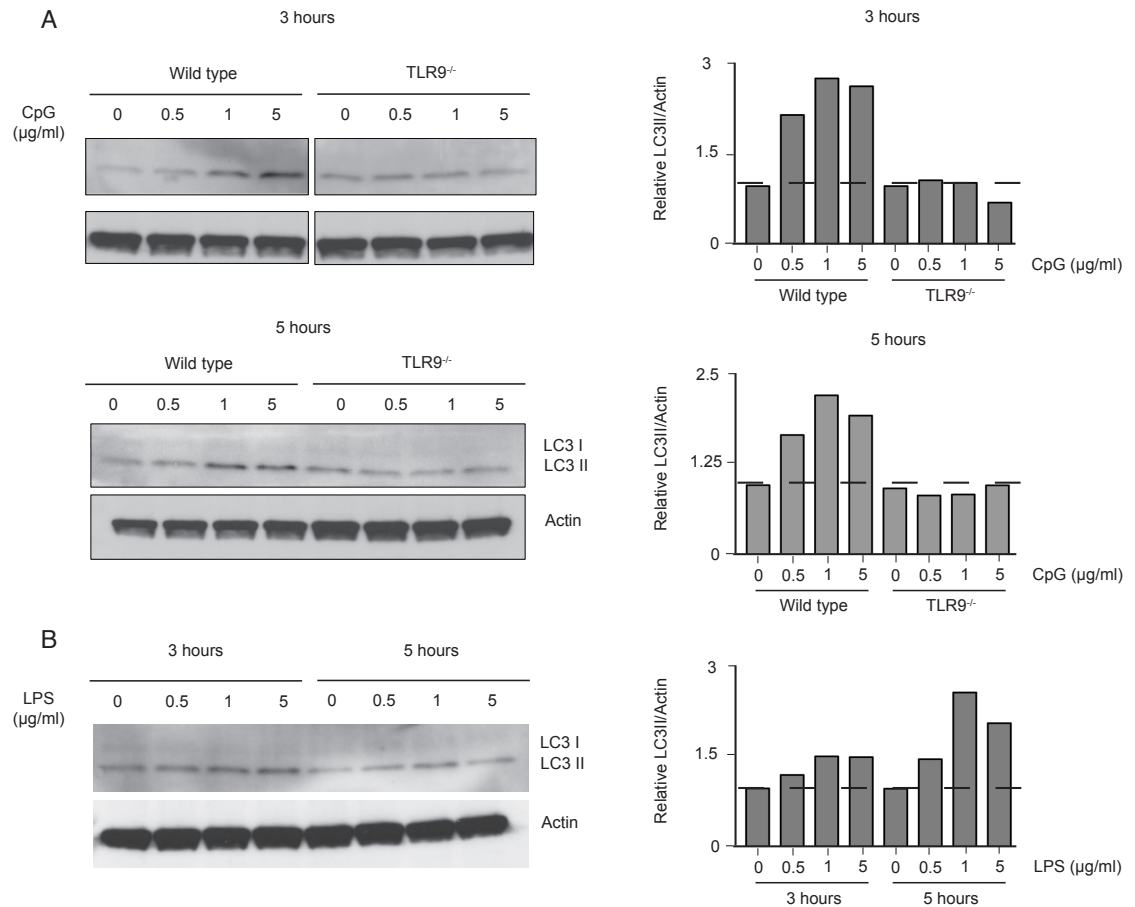 A
3 hours
Wild type TLR9-/-
CpG
(µg/ml)
0 0.5 1 5 0 0.5 1 5
5 hours
Wild type TLR9-/-
0 0.5 1 5 0 0.5 1 5
LC3 I
LC3 II
Actin
3 hours
Relative LC3II/Actin
3
1.5
0
0 0.5 1 5 0 0.5 1 5 CpG (µg/ml)
Wild type TLR9-/-
5 hours
Relative LC3II/Actin
2.5
1.25
0
0 0.5 1 5 0 0.5 1 5 CpG (µg/ml)
Wild type TLR9-/-
B
3 hours 5 hours
LPS
(µg/ml)
0 0.5 1 5 0 0.5 1 5
LC3 I
LC3 II
Actin
Relative LC3II/Actin
3
1.5
0
0 0.5 1 5 0 0.5 1 5 LPS (µg/ml)
3 hours 5 hours